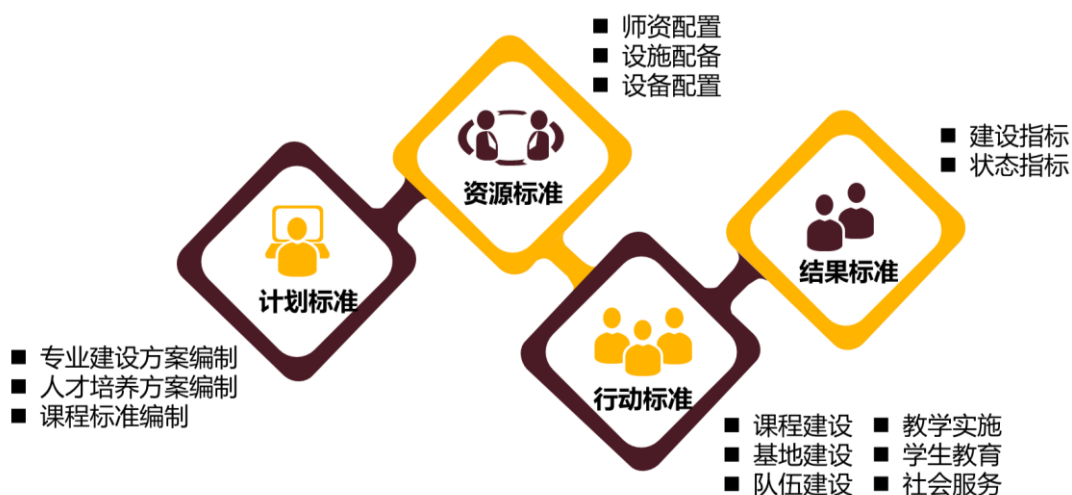 师资配置
设施配备
设备配置
资源标准
建设指标
状态指标
结果标准
计划标准
专业建设方案编制
人才培养方案编制
课程标准编制
行动标准
课程建设
教学实施
基地建设
学生教育
队伍建设
社会服务